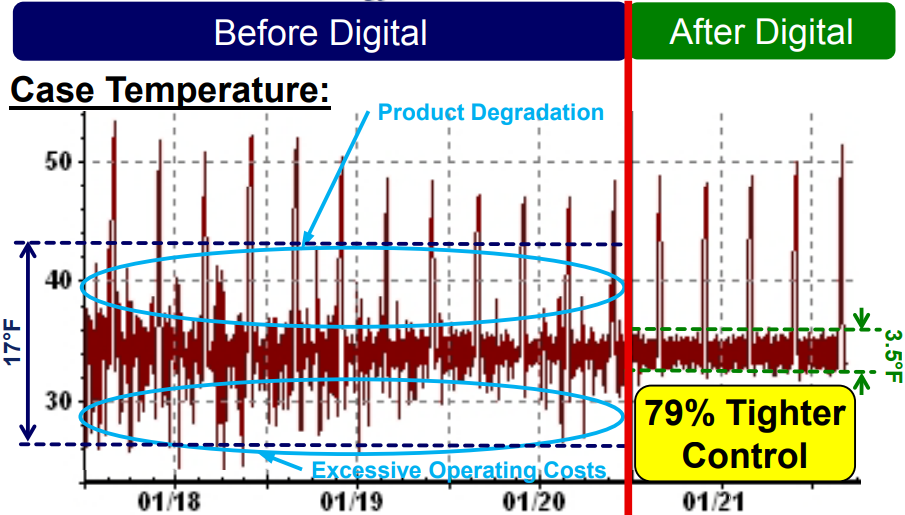 Before Digital
After Digital
Case Temperature:
Product Degradation
50
40
30
17°F
3.5°F
79% Tighter
Control
Excessive Operating Costs
01/18
01/19
01/20
01/21